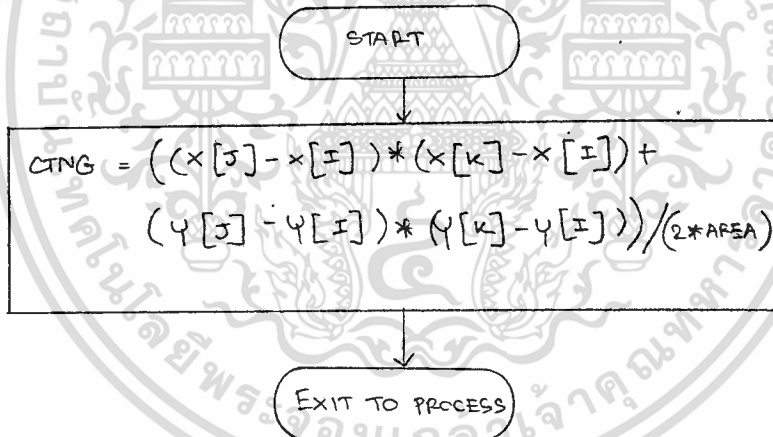 START
CTNG = ((X[J] - X[I]) * (X[K] - X[I]) +
(Y[J] - Y[I]) * (Y[K] - Y[I])) / (2 * AREA)
EXIT TO PROCESS